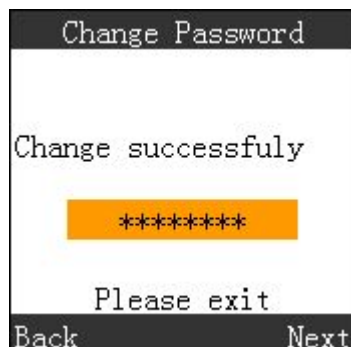 Change Password
Change successfuly
********
Please exit
Back Next